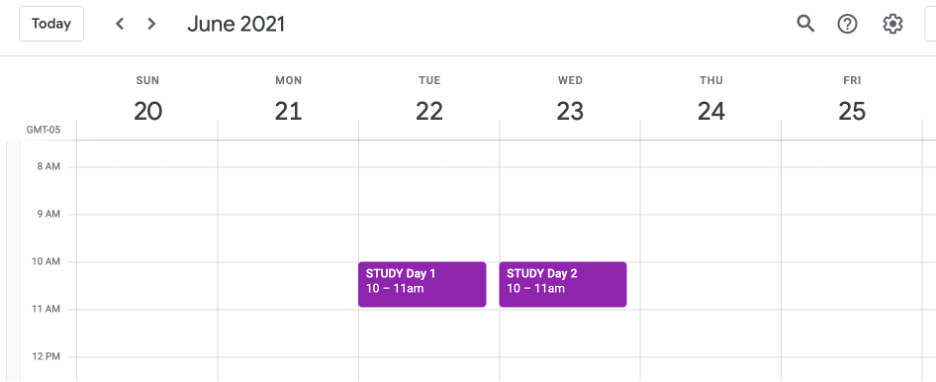 Today June 2021
SUN MON TUE WED THU FRI
20 21 22 23 24 25
GMT-05
8 AM
9 AM
10 AM
STUDY Day 1 STUDY Day 2
10 – 11am 10 – 11am
11 AM
12 PM